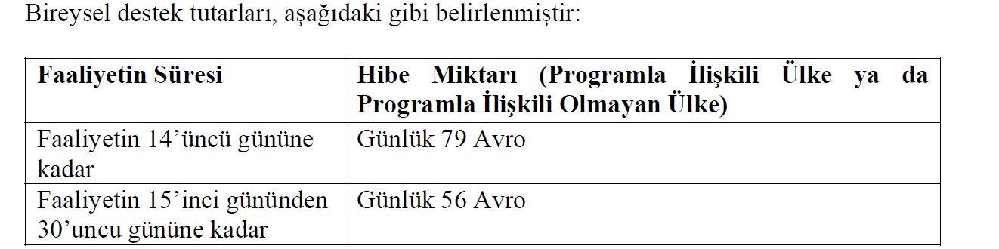 Bireysel destek tutarları, aşağıdaki gibi belirlenmiştir:
Faaliyetin Süresi
Hibe Miktarı (Programla İlişkili Ülke ya da
Programla İlişkili Olmayan Ülke)
Faaliyetin 14’üncü gününe
kadar
Günlük 79 Avro
Faaliyetin 15’inci gününden
30’uncu gününe kadar
Günlük 56 Avro